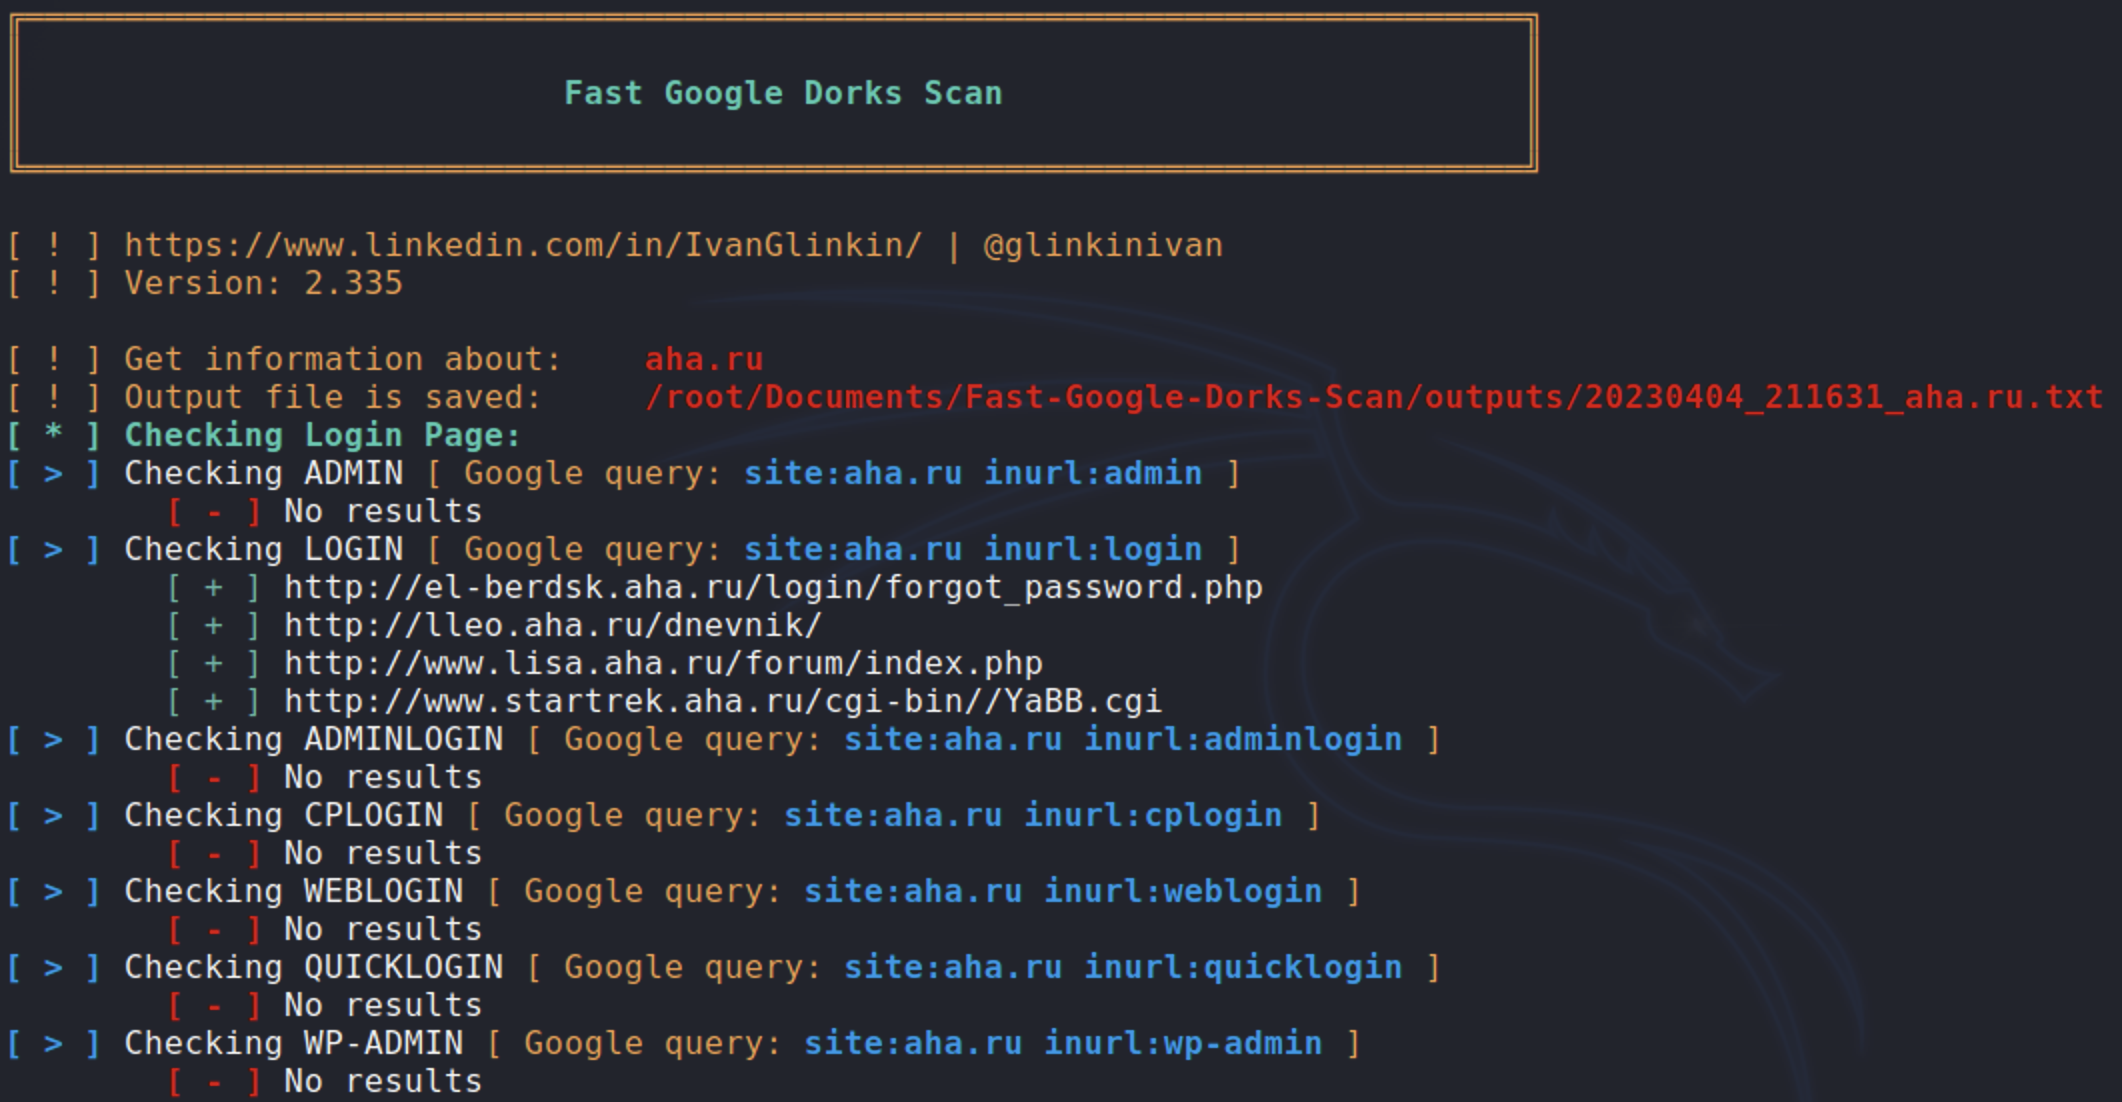 Fast Google Dorks Scan
[ ! ] https://www.linkedin.com/in/IvanGlinkin/ | @glinkinivan
[ ! ] Version: 2.335
[ ! ] Get information about:    aha.ru
[ ! ] Output file is saved:     /root/Documents/Fast-Google-Dorks-Scan/outputs/20230404_211631_aha.ru.txt
[ * ] Checking Login Page:
[ > ] Checking ADMIN [ Google query: site:aha.ru inurl:admin ]
[ - ] No results
[ > ] Checking LOGIN [ Google query: site:aha.ru inurl:login ]
[ + ] http://el-berdsk.aha.ru/login/forgot_password.php
[ + ] http://lleo.aha.ru/dnevnik/
[ + ] http://www.lisa.aha.ru/forum/index.php
[ + ] http://www.startrek.aha.ru/cgi-bin//YaBB.cgi
[ > ] Checking ADMINLOGIN [ Google query: site:aha.ru inurl:adminlogin ]
[ - ] No results
[ > ] Checking CPLOGIN [ Google query: site:aha.ru inurl:cplogin ]
[ - ] No results
[ > ] Checking WEBLOGIN [ Google query: site:aha.ru inurl:weblogin ]
[ - ] No results
[ > ] Checking QUICKLOGIN [ Google query: site:aha.ru inurl:quicklogin ]
[ - ] No results
[ > ] Checking WP-ADMIN [ Google query: site:aha.ru inurl:wp-admin ]
[ - ] No results